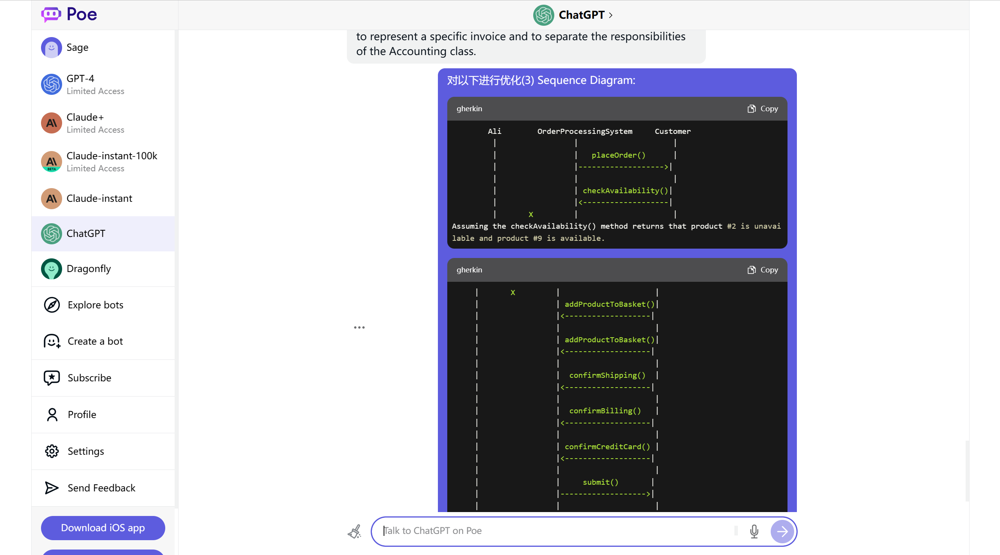 Poe
ChatGPT
Sage
GPT-4
Limited Access
Claude+
Limited Access
Claude-instant-100k
Limited Access
BETA
Claude-instant
ChatGPT
Dragonfly
Explore bots
Create a bot
Subscribe
Profile
Settings
Send Feedback
Download iOS app
to represent a specific invoice and to separate the responsibilities
of the Accounting class.
对以下进行优化(3) Sequence Diagram:
gherkin Copy
Ali OrderProcessingSystem Customer
| | |
| | placeOrder() |
| |------------------->|
| | |
| | checkAvailability()|
| |<-------------------|
| X | |
Assuming the checkAvailability() method returns that product #2 is unavai
lable and product #9 is available.
gherkin Copy
| X | |
| | addProductToBasket()|
| |<-------------------|
| | |
| | addProductToBasket()|
| |<-------------------|
| | |
| | confirmShipping() |
| |<-------------------|
| | |
| | confirmBilling() |
| |<-------------------|
| | |
| | confirmCreditCard() |
| |<-------------------|
| | |
| | submit() |
| |------------------->|
| | |
Talk to ChatGPT on Poe